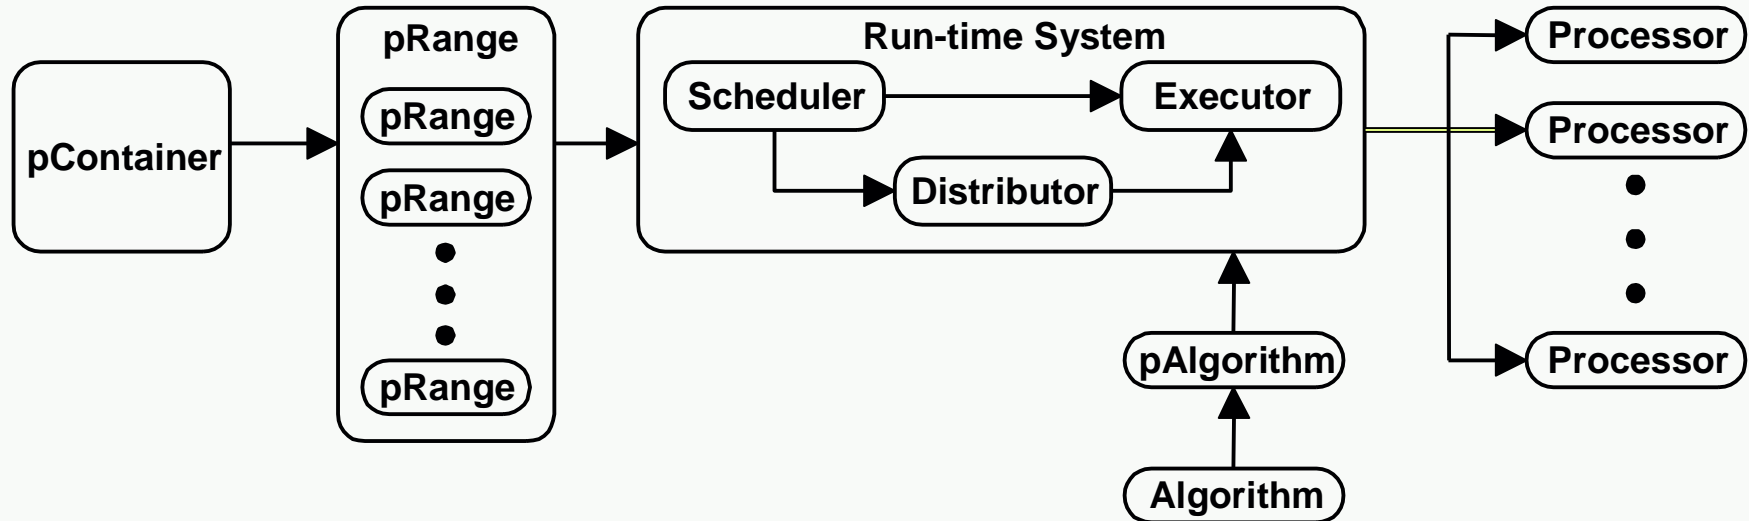 pContainer
pRange
pRange
pRange
pRange
Run-time System
Scheduler
Executor
Distributor
pAlgorithm
Algorithm
Processor
Processor
Processor